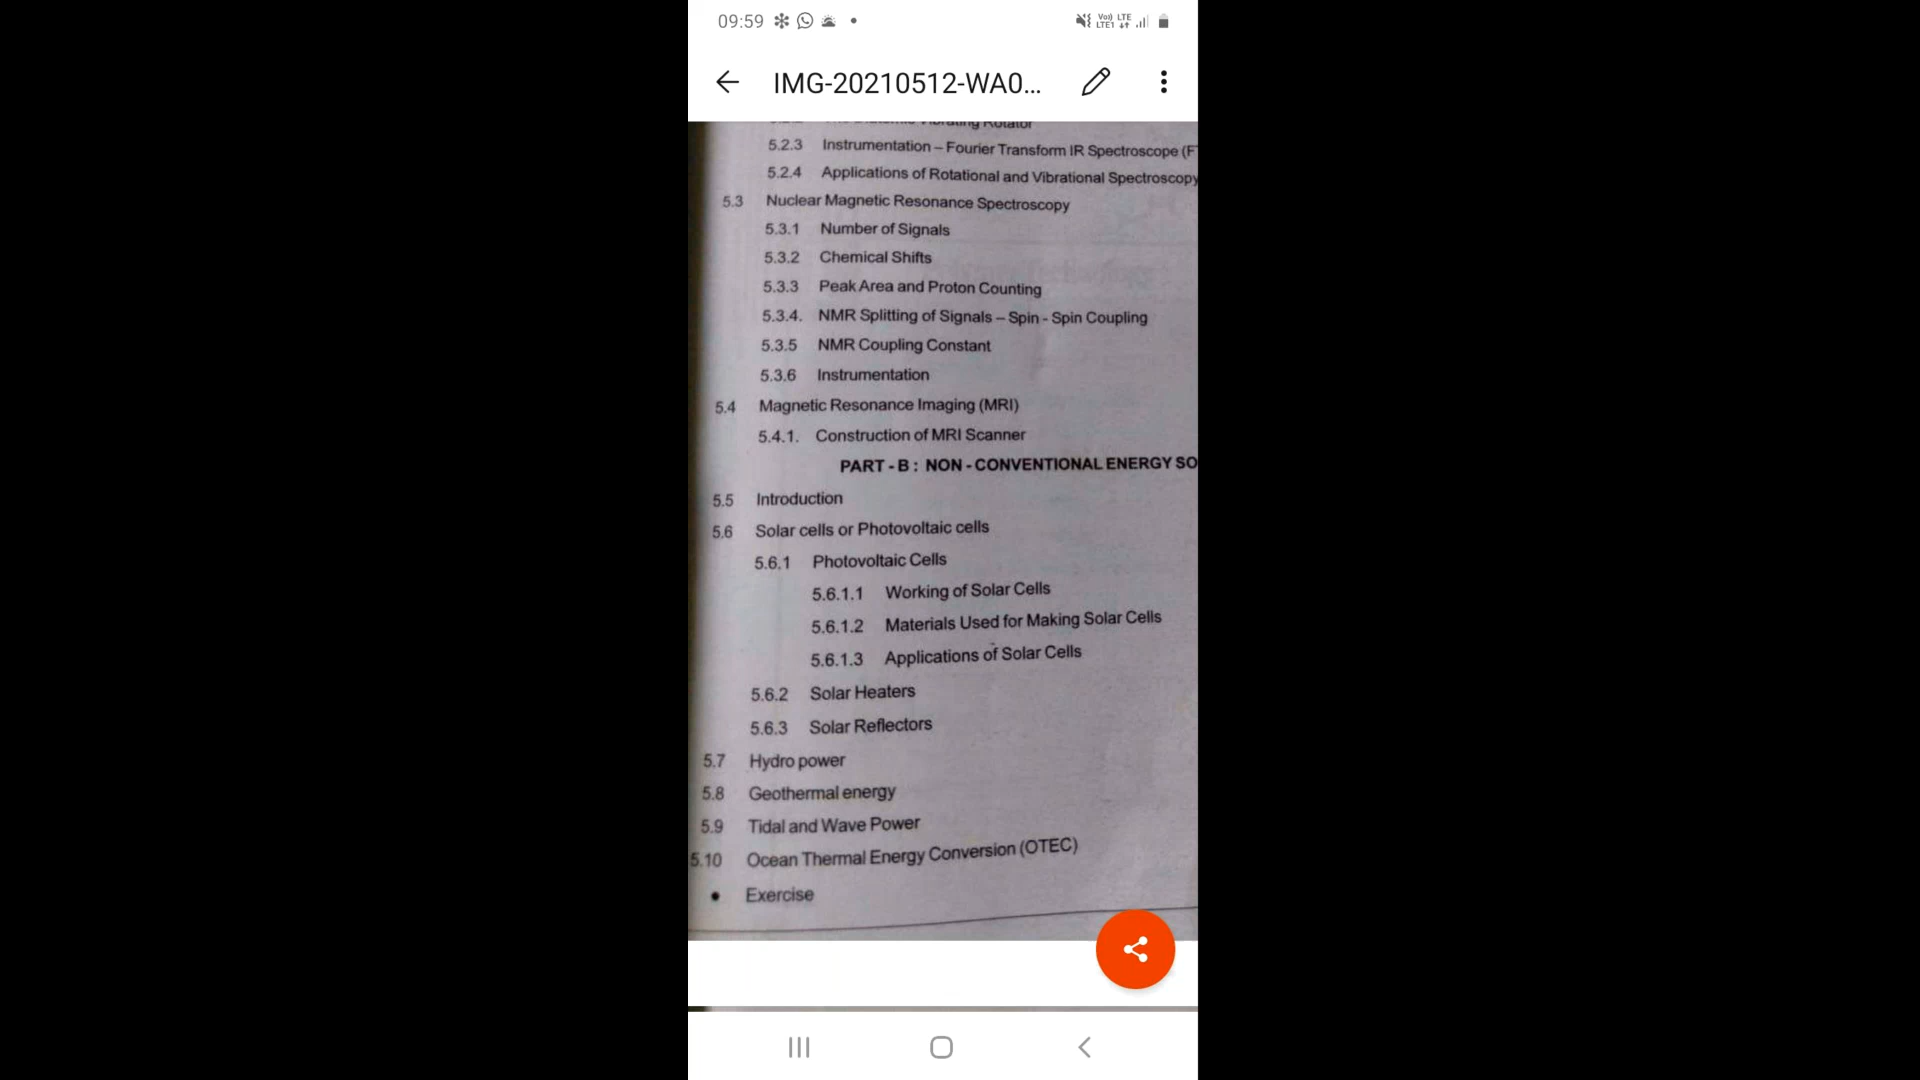 09:59
Vo) LTE
LTE1
IMG-20210512-WA0...
Rotator
5.2.3 Instrumentation – Fourier Transform IR Spectroscope (F
5.2.4 Applications of Rotational and Vibrational Spectroscopy
5.3 Nuclear Magnetic Resonance Spectroscopy
5.3.1 Number of Signals
5.3.2 Chemical Shifts
5.3.3 Peak Area and Proton Counting
5.3.4. NMR Splitting of Signals – Spin - Spin Coupling
5.3.5 NMR Coupling Constant
5.3.6 Instrumentation
5.4 Magnetic Resonance Imaging (MRI)
5.4.1. Construction of MRI Scanner
PART - B : NON - CONVENTIONAL ENERGY SO
5.5 Introduction
5.6 Solar cells or Photovoltaic cells
5.6.1 Photovoltaic Cells
5.6.1.1 Working of Solar Cells
5.6.1.2 Materials Used for Making Solar Cells
5.6.1.3 Applications of Solar Cells
5.6.2 Solar Heaters
5.6.3 Solar Reflectors
5.7 Hydro power
5.8 Geothermal energy
5.9 Tidal and Wave Power
5.10 Ocean Thermal Energy Conversion (OTEC)
• Exercise